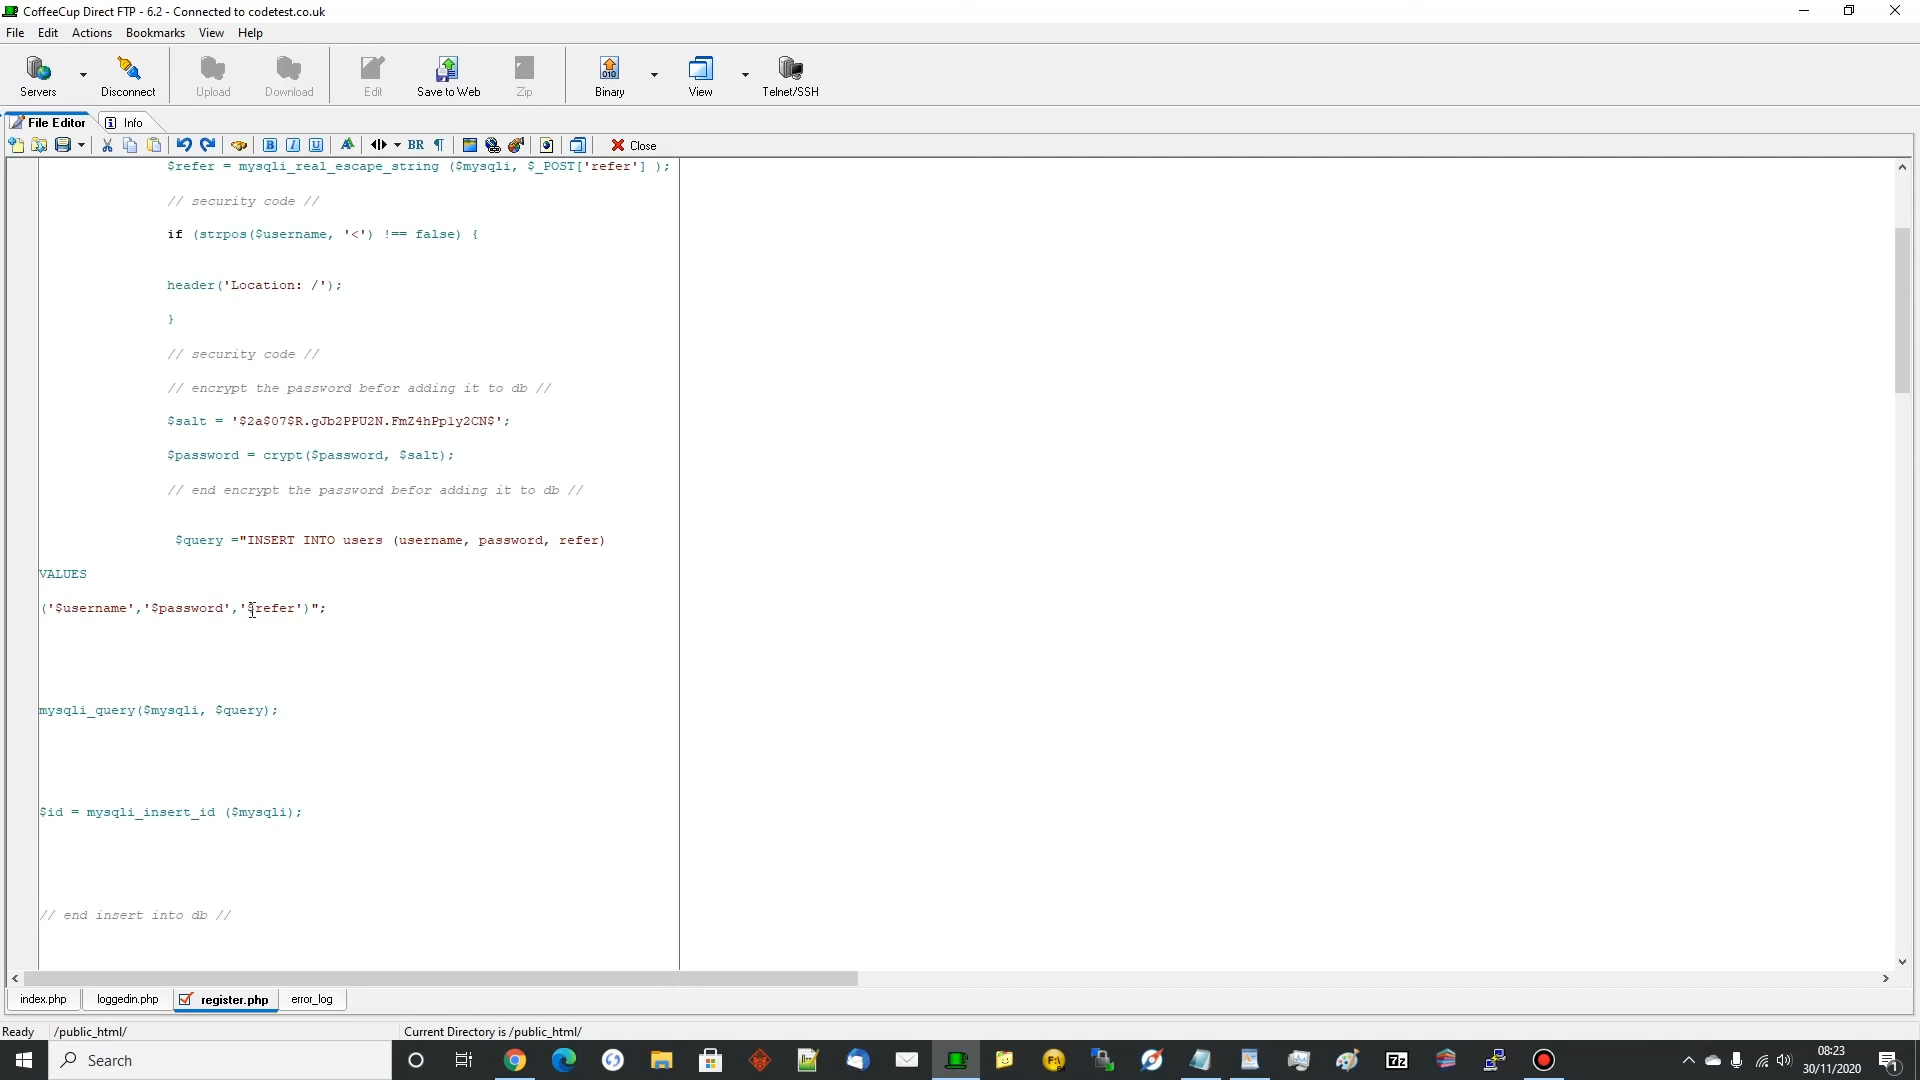 CoffeeCup Direct FTP - 6.2 - Connected to codetest.co.uk
File Edit Actions Bookmarks View Help
Servers Disconnect Upload Download Edit Save to Web Zip Binary View Telnet/SSH
File Editor Info
BR Close
$refer = mysqli_real_escape_string ($mysqli, $_POST['refer'] );
// security code //
if (strpos($username, '<') !== false) {
header('Location: /');
}
// security code //
// encrypt the password befor adding it to db //
$salt = '$2a$07$R.gJb2PPU2N.FmZ4hPp1y2CN$';
$password = crypt($password, $salt);
// end encrypt the password befor adding it to db //
$query ="INSERT INTO users (username, password, refer)
VALUES
('$username','$password','$refer')";
mysqli_query($mysqli, $query);
$id = mysqli_insert_id ($mysqli);
// end insert into db //
index.php loggedin.php register.php error_log
Ready /public_html/ Current Directory is /public_html/
Search 7z 08:23
30/11/2020 1